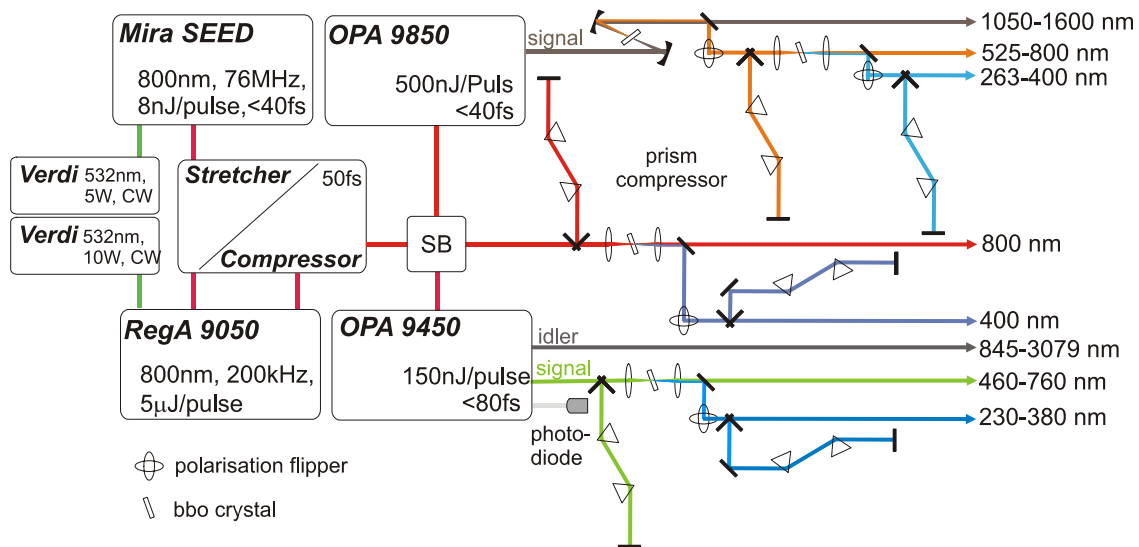 Mira SEED
800nm, 76MHz,
8nJ/pulse,<40fs
OPA 9850
500nJ/Puls
<40fs
signal
1050-1600 nm
525-800 nm
263-400 nm
Verdi 532nm,
5W, CW
Verdi 532nm,
10W, CW
Stretcher
50fs
Compressor
SB
prism
compressor
800 nm
400 nm
RegA 9050
800nm, 200kHz,
5µJ/pulse
OPA 9450
150nJ/pulse
<80fs
idler
signal
845-3079 nm
460-760 nm
230-380 nm
photo-
diode
polarisation flipper
bbo crystal